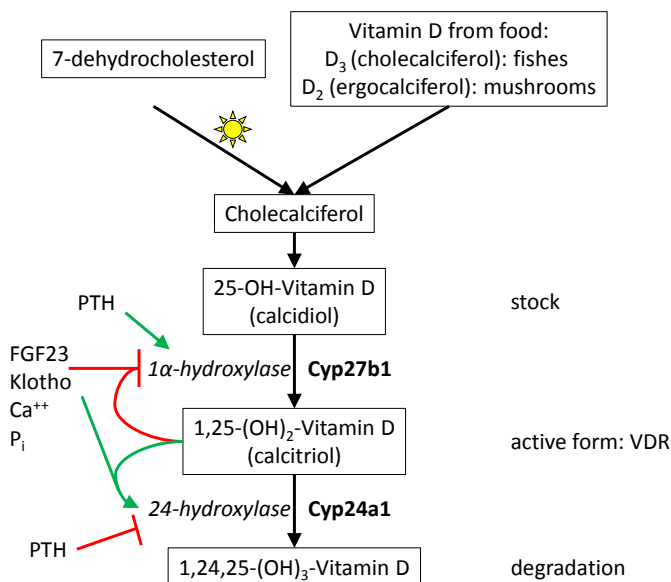 7-dehydrocholesterol
Vitamin D from food:
D₃ (cholecalciferol): fishes
D₂ (ergocalciferol): mushrooms
Cholecalciferol
25-OH-Vitamin D
(calcidiol)
stock
PTH
FGF23
Klotho
Ca⁺⁺
Pᵢ
1α-hydroxylase Cyp27b1
1,25-(OH)₂-Vitamin D
(calcitriol)
active form: VDR
24-hydroxylase Cyp24a1
PTH
1,24,25-(OH)₃-Vitamin D
degradation